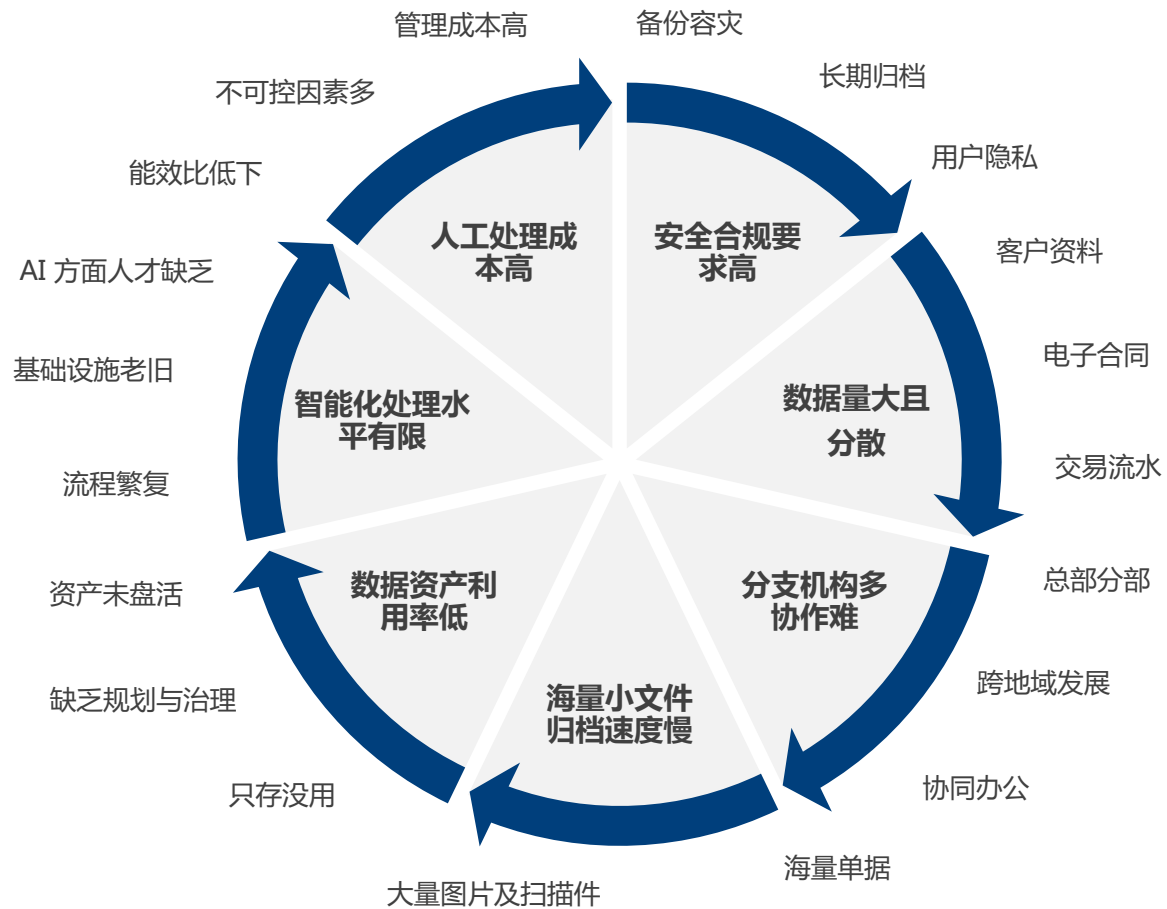 管理成本高
备份容灾
长期归档
不可控因素多
用户隐私
能效比低下
人工处理成
本高
安全合规要
求高
客户资料
AI 方面人才缺乏
电子合同
基础设施老旧
智能化处理水
平有限
数据量大且
分散
交易流水
流程繁复
总部分部
资产未盘活
数据资产利
用率低
分支机构多
协作难
跨地域发展
缺乏规划与治理
海量小文件
归档速度慢
协同办公
只存没用
海量单据
大量图片及扫描件